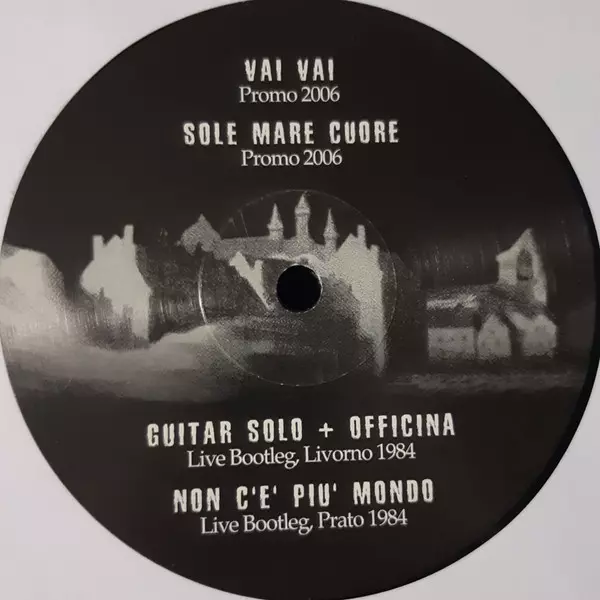 VAI VAI
Promo 2006
SOLE MARE CUORE
Promo 2006
GUITAR SOLO + OFFICINA
Live Bootleg, Livorno 1984
NON C'E' PIU' MONDO
Live Bootleg, Prato 1984